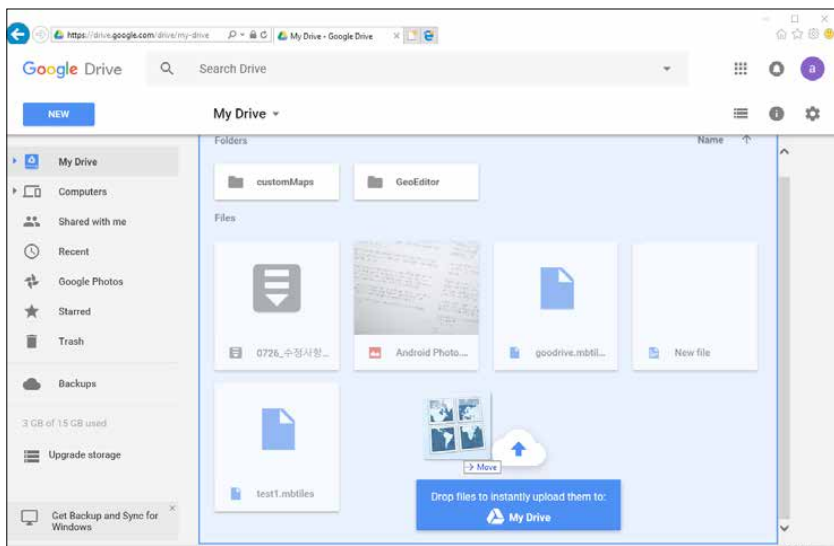 https://drive.google.com/drive/my-drive
My Drive - Google Drive
Google Drive
Search Drive
a
NEW
My Drive
Folders
Name
My Drive
Computers
Shared with me
Recent
Google Photos
Starred
Trash
Backups
3 GB of 15 GB used
Upgrade storage
Get Backup and Sync for
Windows
customMaps
GeoEditor
Files
0726_수정사항...
Android Photo...
goodrive.mbtil...
New file
test1.mbtiles
Move
Drop files to instantly upload them to:
My Drive